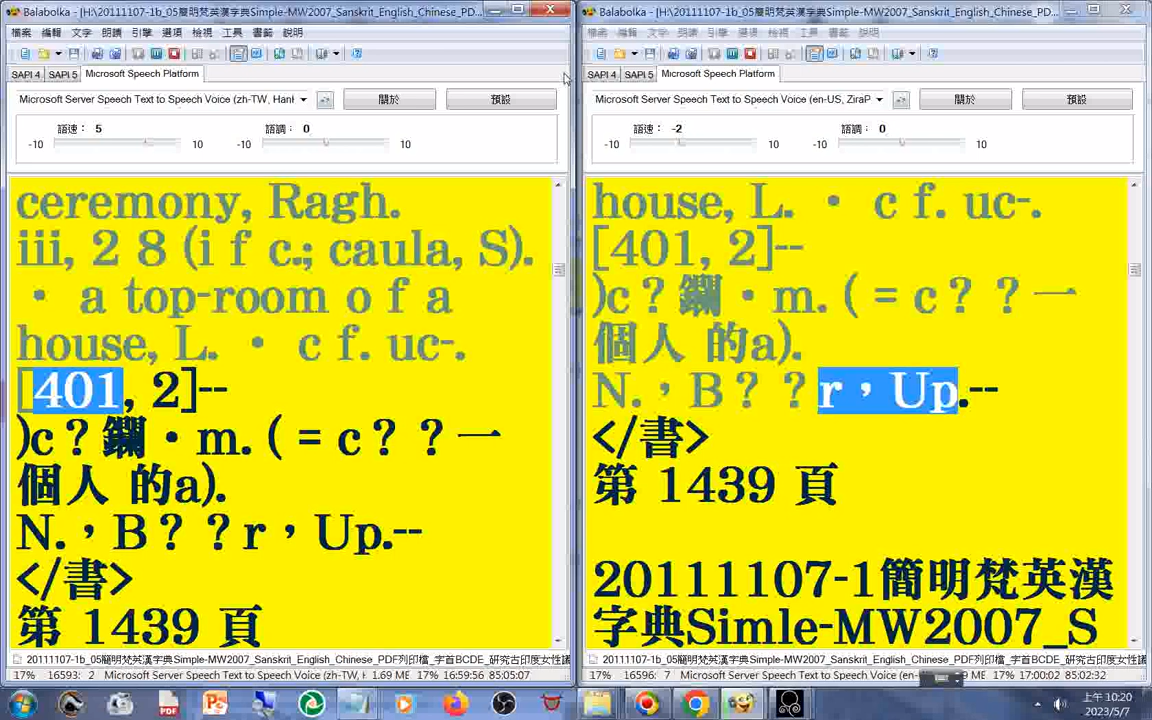 Balabolka - [H:\20111107-1b_05簡明梵英漢字典Simple-MW2007_Sanskrit_English_Chinese_PD...
檔案 編輯 文字 朗讀 引擎 選項 檢視 工具 書籤 說明
SAPI 4 SAPI 5 Microsoft Speech Platform
Microsoft Server Speech Text to Speech Voice (zh-TW, Hanl 關於 預設
語速： 5 語調： 0
-10 10 -10 10
ceremony, Ragh.
iii, 2 8 (i f c.; caula, S).
• a top-room o f a
house, L. • c f. uc-.
[401, 2]--
)c？鑭•m. ( = c？？一
個人 的a).
N.，B？？r，Up.--
</書>
第 1439 頁
20111107-1b_05簡明梵英漢字典Simple-MW2007_Sanskrit_English_Chinese_PDF列印檔_字首BCDE_研究古印度女性議
17% 16593: 2 Microsoft Server Speech Text to Speech Voice (zh-TW, 1.69 ME 17% 16:59:56 85:05:07
Balabolka - [H:\20111107-1b_05簡明梵英漢字典Simple-MW2007_Sanskrit_English_Chinese_PD...
檔案 編輯 文字 朗讀 引擎 選項 檢視 工具 書籤 說明
SAPI 4 SAPI 5 Microsoft Speech Platform
Microsoft Server Speech Text to Speech Voice (en-US, ZiraP 關於 預設
語速： -2 語調： 0
-10 10 -10 10
house, L. • c f. uc-.
[401, 2]--
)c？鑭•m. ( = c？？一
個人 的a).
N.，B？？r，Up.--
</書>
第 1439 頁
20111107-1簡明梵英漢
字典Simle-MW2007_S
20111107-1b_05簡明梵英漢字典Simple-MW2007_Sanskrit_English_Chinese_PDF列印檔_字首BCDE_研究古印度女性議
17% 16596: 7 Microsoft Server Speech Text to Speech Voice (en-U 9 ME 17% 17:00:02 85:02:32
PDF
上午 10:20
2023/5/7